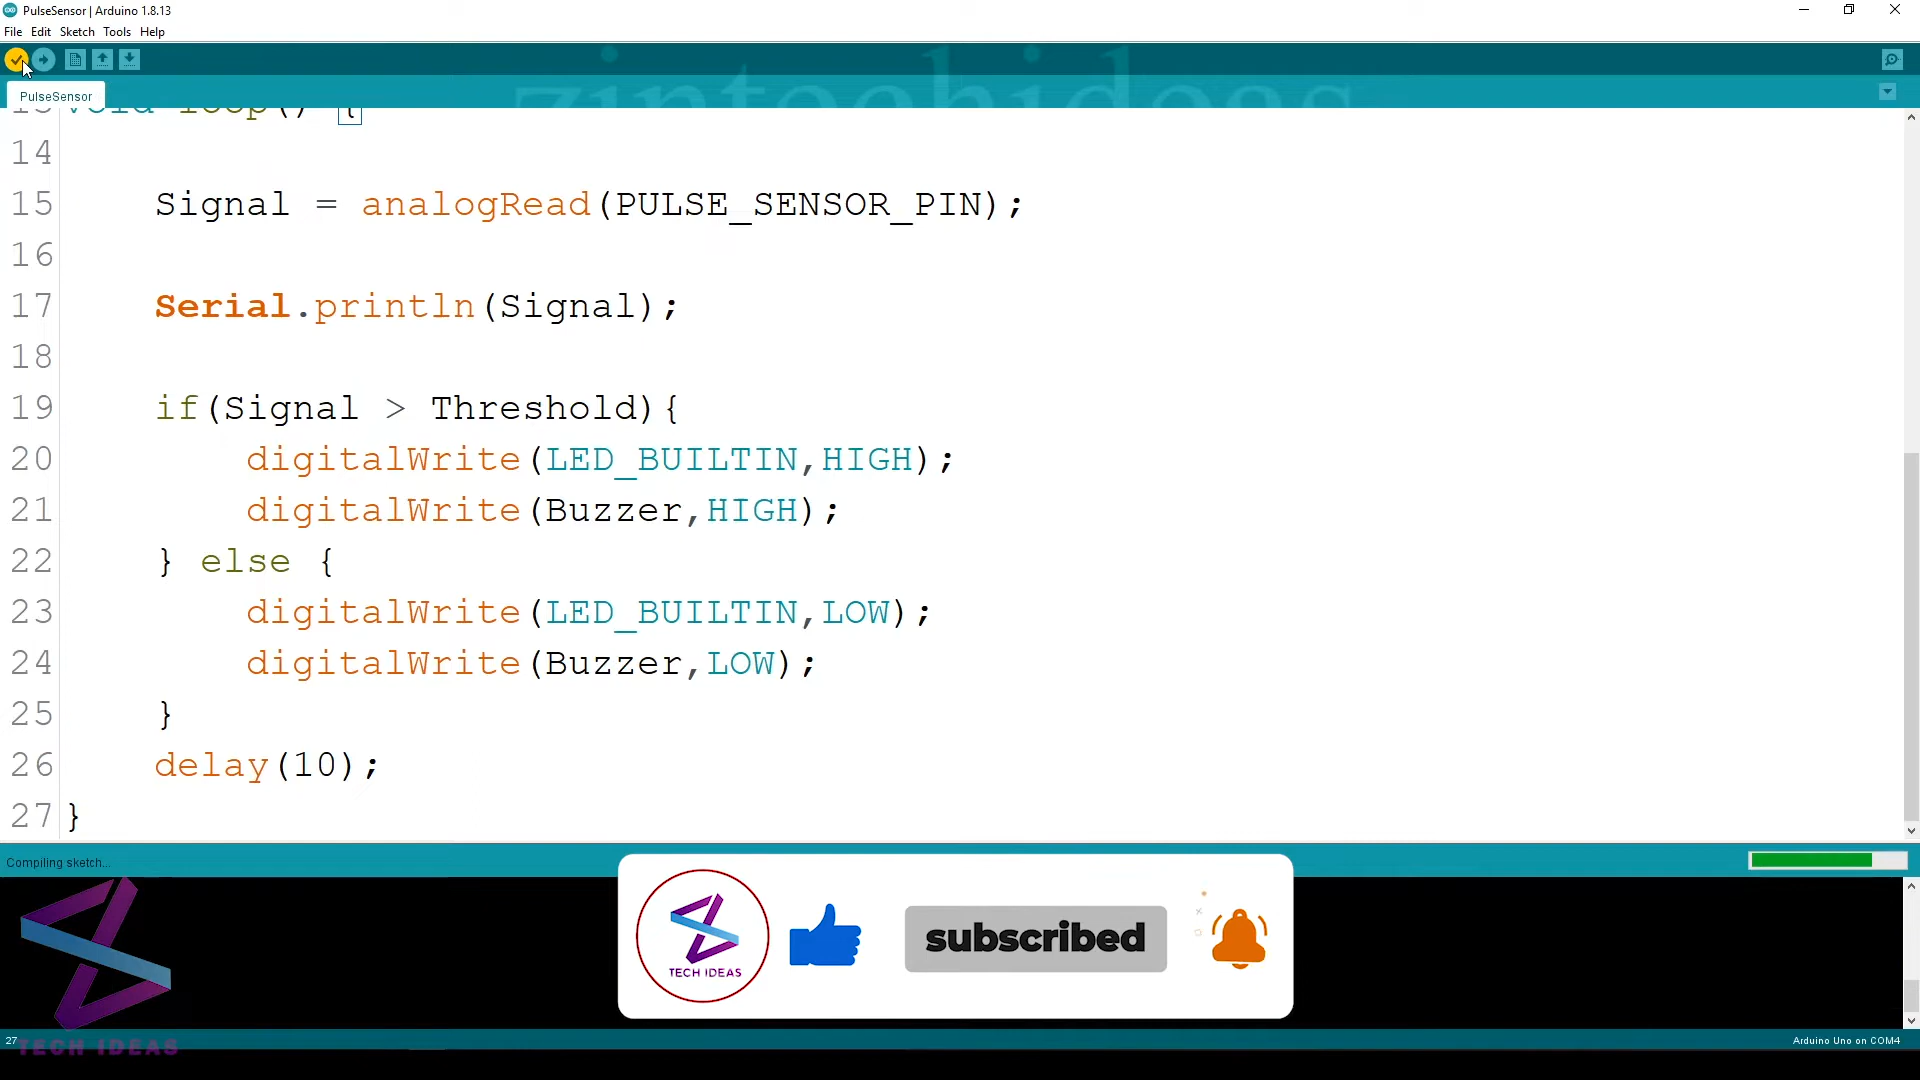 PulseSensor | Arduino 1.8.13
File Edit Sketch Tools Help
zintechideas
PulseSensor
13 void loop() {
14
15 Signal = analogRead(PULSE_SENSOR_PIN);
16
17 Serial.println(Signal);
18
19 if(Signal > Threshold){
20 digitalWrite(LED_BUILTIN,HIGH);
21 digitalWrite(Buzzer,HIGH);
22 } else {
23 digitalWrite(LED_BUILTIN,LOW);
24 digitalWrite(Buzzer,LOW);
25 }
26 delay(10);
27 }
Compiling sketch...
TECH IDEAS
subscribed
27
TECH IDEAS
Arduino Uno on COM4